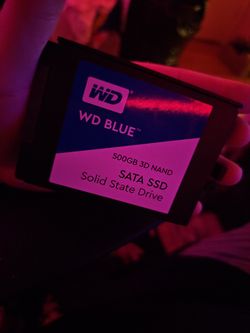 WD
WD BLUE™
500GB 3D NAND
SATA SSD
Solid State Drive